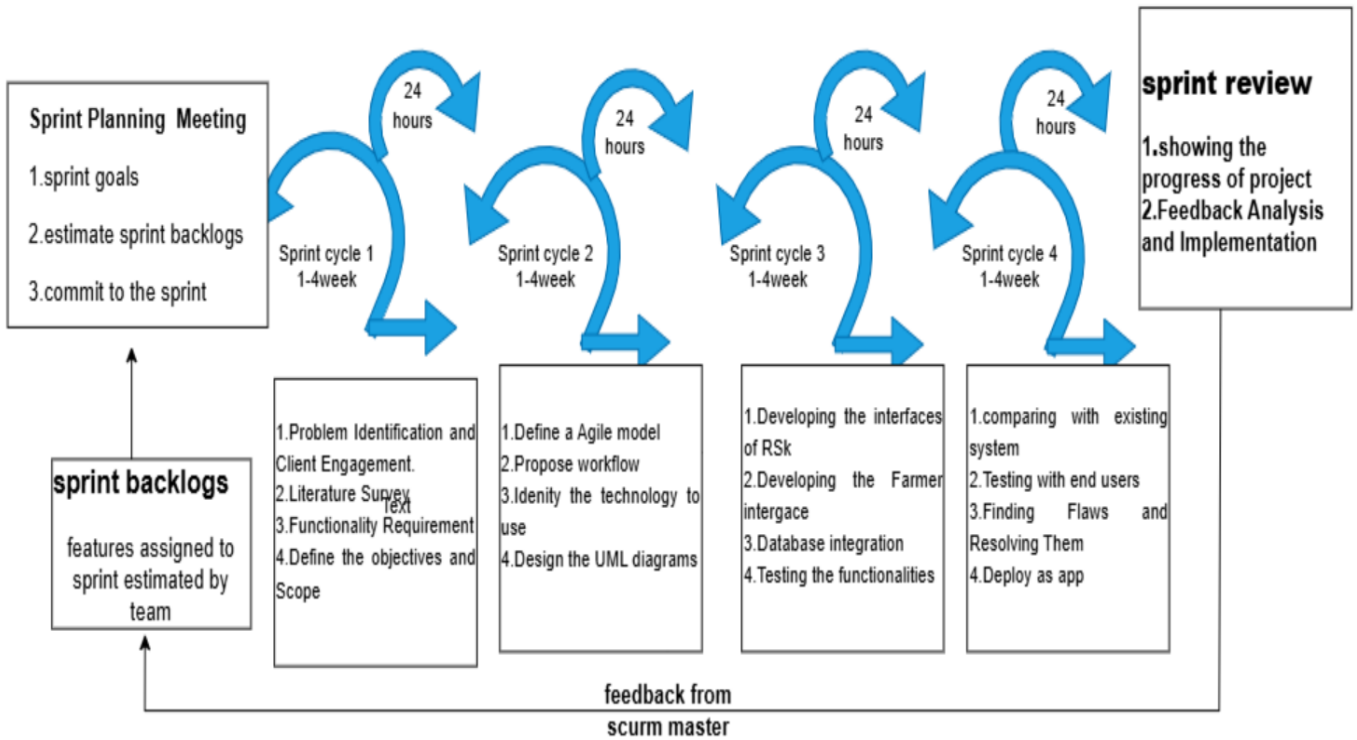 Sprint Planning Meeting
1.sprint goals
2.estimate sprint backlogs
3.commit to the sprint
sprint backlogs
features assigned to
sprint estimated by
team
24
hours
Sprint cycle 1
1-4week
1.Problem Identification and
Client Engagement.
2.Literature Survey
Text
3.Functionality Requirement
4.Define the objectives and
Scope
24
hours
Sprint cycle 2
1-4week
1.Define a Agile model
2.Propose workflow
3.Idenity the technology to
use
4.Design the UML diagrams
24
hours
Sprint cycle 3
1-4week
1.Developing the interfaces
of RSk
2.Developing the Farmer
intergace
3.Database integration
4.Testing the functionalities
24
hours
Sprint cycle 4
1-4week
1.comparing with existing
system
2.Testing with end users
3.Finding Flaws and
Resolving Them
4.Deploy as app
sprint review
1.showing the
progress of project
2.Feedback Analysis
and Implementation
feedback from
scurm master